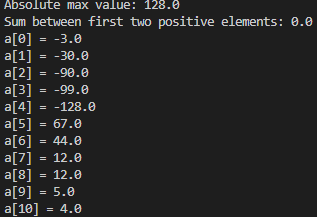 Absolute max value: 128.0
Sum between first two positive elements: 0.0
a[0] = -3.0
a[1] = -30.0
a[2] = -90.0
a[3] = -99.0
a[4] = -128.0
a[5] = 67.0
a[6] = 44.0
a[7] = 12.0
a[8] = 12.0
a[9] = 5.0
a[10] = 4.0